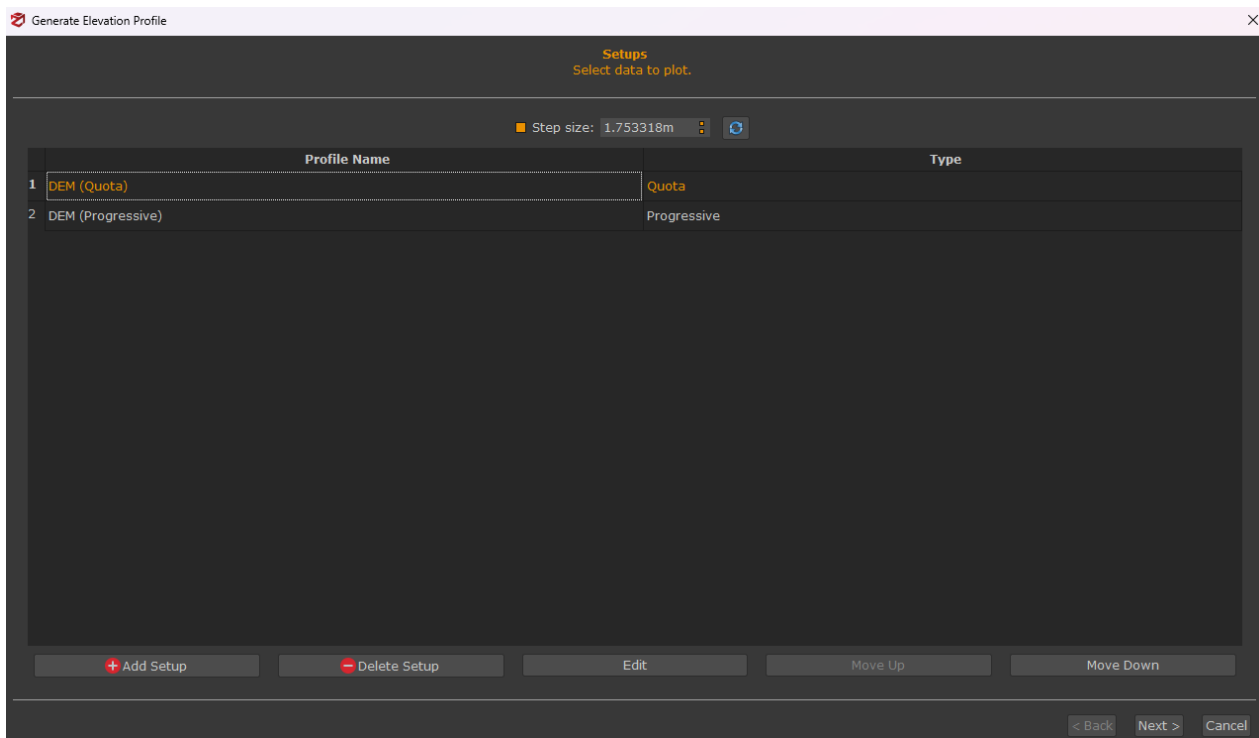 Generate Elevation Profile
Setups
Select data to plot.
Step size: 1.753318m
Profile Name Type
1 DEM (Quota) Quota
2 DEM (Progressive) Progressive
Add Setup Delete Setup Edit Move Up Move Down
< Back Next > Cancel